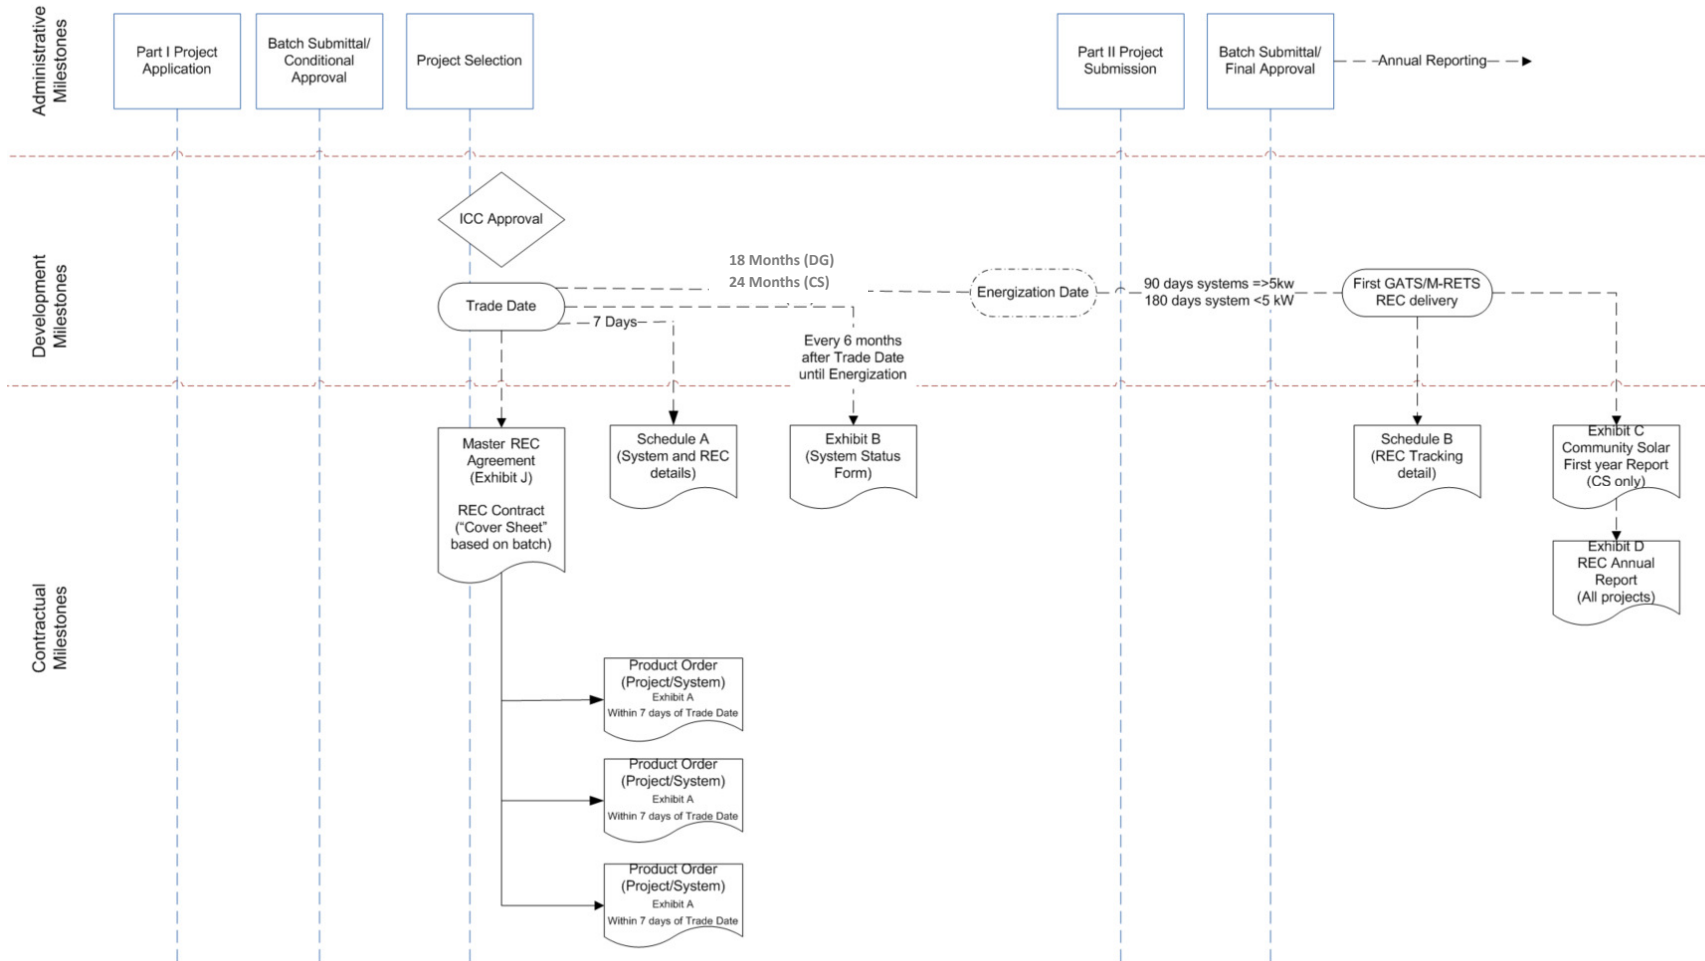 Administrative
Milestones
Part I Project
Application
Batch Submittal/
Conditional
Approval
Project Selection
Part II Project
Submission
Batch Submittal/
Final Approval
Annual Reporting
Development
Milestones
ICC Approval
Trade Date
18 Months (DG)
24 Months (CS)
7 Days
Every 6 months
after Trade Date
until Energization
Energization Date
90 days systems =>5kw
180 days system <5 kW
First GATS/M-RETS
REC delivery
Contractual
Milestones
Master REC
Agreement
(Exhibit J)
REC Contract
("Cover Sheet"
based on batch)
Schedule A
(System and REC
details)
Exhibit B
(System Status
Form)
Schedule B
(REC Tracking
detail)
Exhibit C
Community Solar
First year Report
(CS only)
Exhibit D
REC Annual
Report
(All projects)
Product Order
(Project/System)
Exhibit A
Within 7 days of Trade Date
Product Order
(Project/System)
Exhibit A
Within 7 days of Trade Date
Product Order
(Project/System)
Exhibit A
Within 7 days of Trade Date